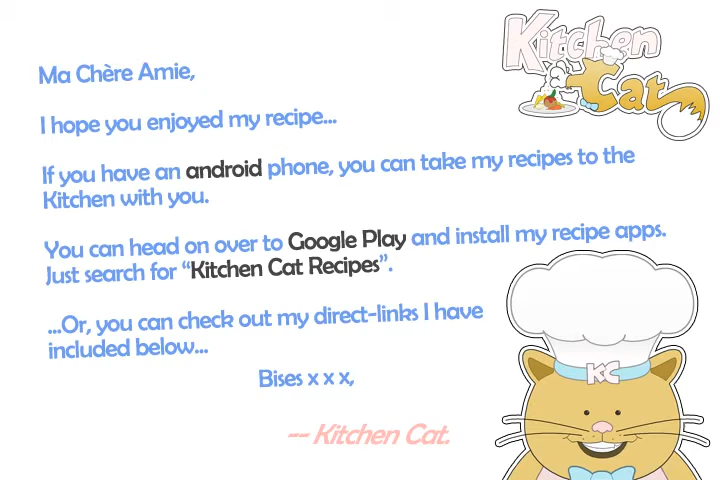 Kitchen
Cat
Ma Chère Amie,
I hope you enjoyed my recipe...
If you have an android phone, you can take my recipes to the
Kitchen with you.
You can head on over to Google Play and install my recipe apps.
Just search for “Kitchen Cat Recipes”.
...Or, you can check out my direct-links I have
included below...
Bises x x x,
-- Kitchen Cat.
KC